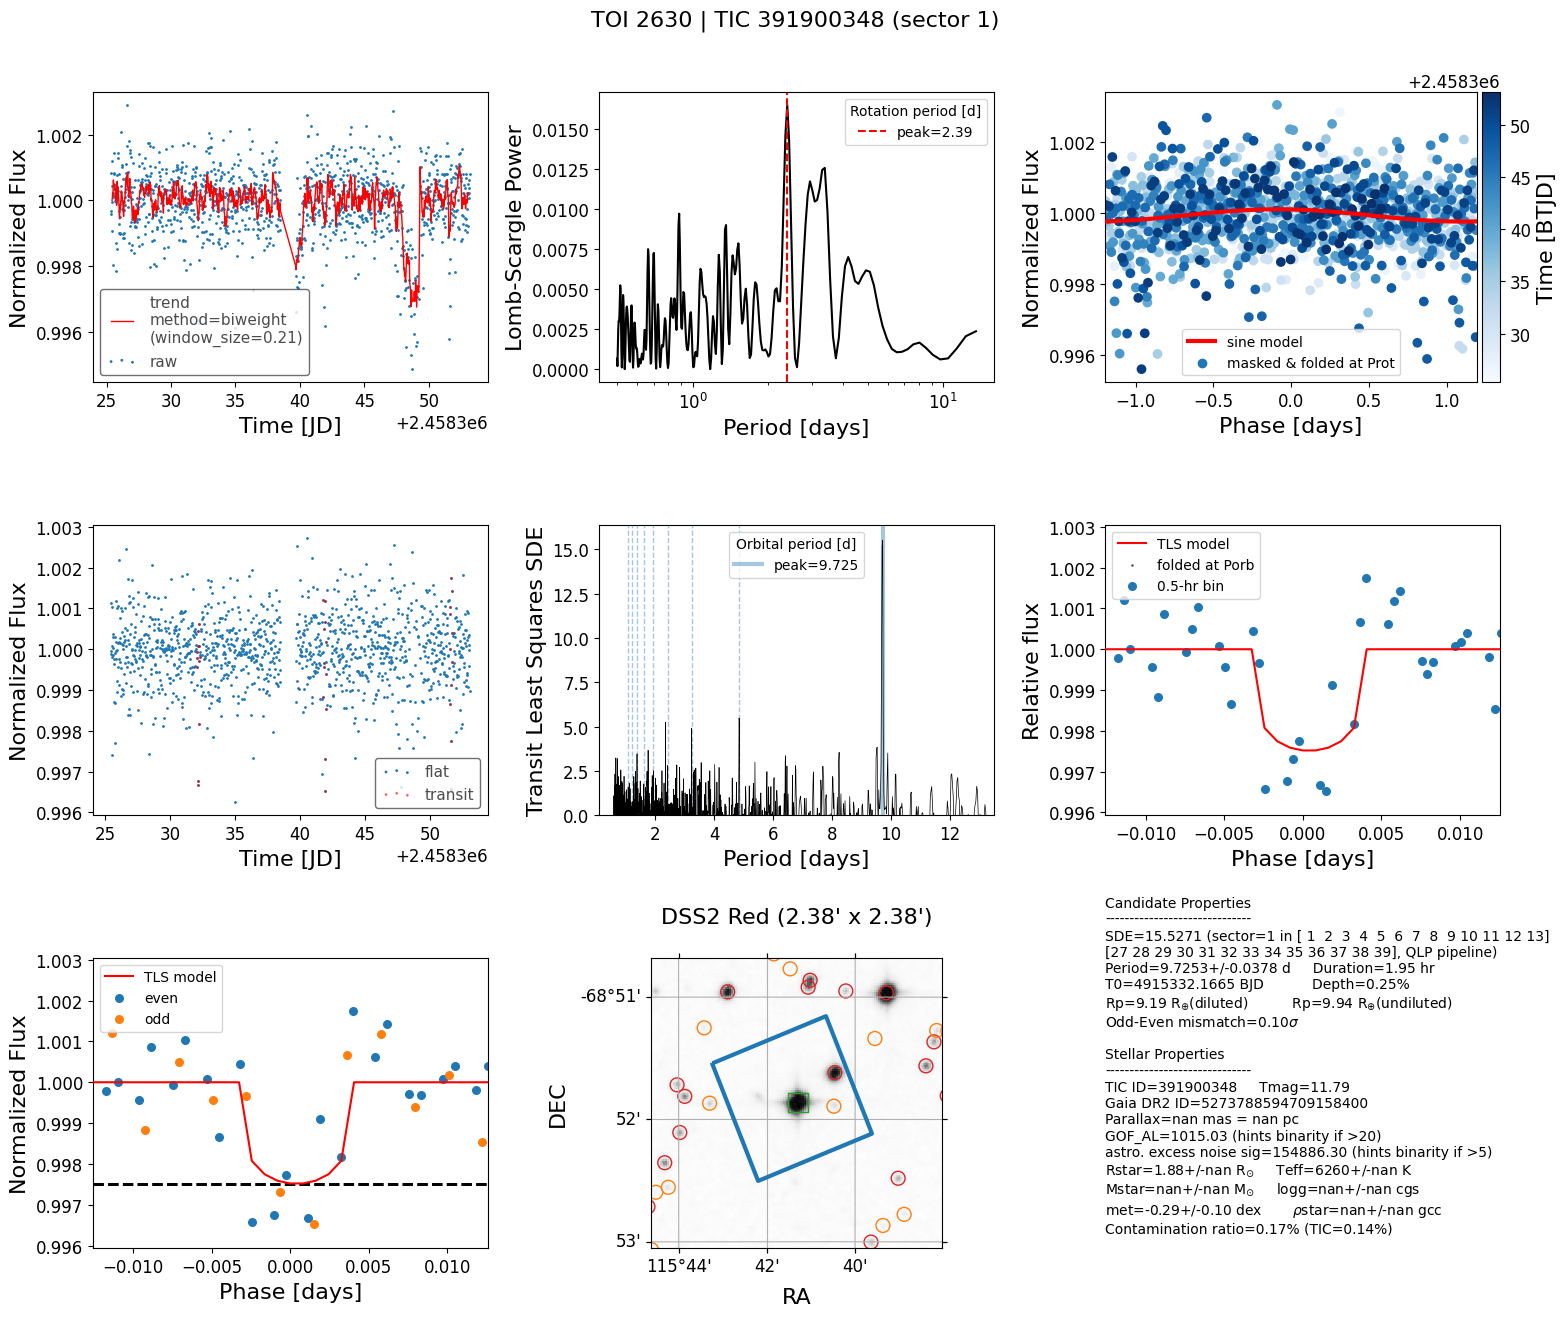 TOI 2630 | TIC 391900348 (sector 1)
Normalized Flux
1.002
1.000
0.998
0.996
trend
method=biweight
(window_size=0.21)
raw
25 30 35 40 45 50
Time [JD]
+2.4583e6
Lomb-Scargle Power
0.0150
0.0125
0.0100
0.0075
0.0050
0.0025
0.0000
Rotation period [d]
peak=2.39
10⁰ 10¹
Period [days]
Normalized Flux
1.002
1.000
0.998
0.996
sine model
masked & folded at Prot
−1.0 −0.5 0.0 0.5 1.0
Phase [days]
+2.4583e6
50
45
40
35
30
Time [BTJD]
Normalized Flux
1.003
1.002
1.001
1.000
0.999
0.998
0.997
0.996
flat
transit
25 30 35 40 45 50
Time [JD]
+2.4583e6
Transit Least Squares SDE
15.0
12.5
10.0
7.5
5.0
2.5
0.0
Orbital period [d]
peak=9.725
2 4 6 8 10 12
Period [days]
Relative flux
1.003
1.002
1.001
1.000
0.999
0.998
0.997
0.996
TLS model
folded at Porb
0.5-hr bin
−0.010 −0.005 0.000 0.005 0.010
Phase [days]
Normalized Flux
1.003
1.002
1.001
1.000
0.999
0.998
0.997
0.996
TLS model
even
odd
−0.010 −0.005 0.000 0.005 0.010
Phase [days]
DSS2 Red (2.38' x 2.38')
DEC
-68°51'
52'
53'
115°44' 42' 40'
RA
Candidate Properties
-------------------------------
SDE=15.5271 (sector=1 in [ 1 2 3 4 5 6 7 8 9 10 11 12 13]
[27 28 29 30 31 32 33 34 35 36 37 38 39], QLP pipeline)
Period=9.7253+/-0.0378 d Duration=1.95 hr
T0=4915332.1665 BJD Depth=0.25%
Rp=9.19 R⊕(diluted) Rp=9.94 R⊕(undiluted)
Odd-Even mismatch=0.10σ
Stellar Properties
-------------------------------
TIC ID=391900348 Tmag=11.79
Gaia DR2 ID=5273788594709158400
Parallax=nan mas = nan pc
GOF_AL=1015.03 (hints binarity if >20)
astro. excess noise sig=154886.30 (hints binarity if >5)
Rstar=1.88+/-nan R⊙ Teff=6260+/-nan K
Mstar=nan+/-nan M⊙ logg=nan+/-nan cgs
met=-0.29+/-0.10 dex ρstar=nan+/-nan gcc
Contamination ratio=0.17% (TIC=0.14%)